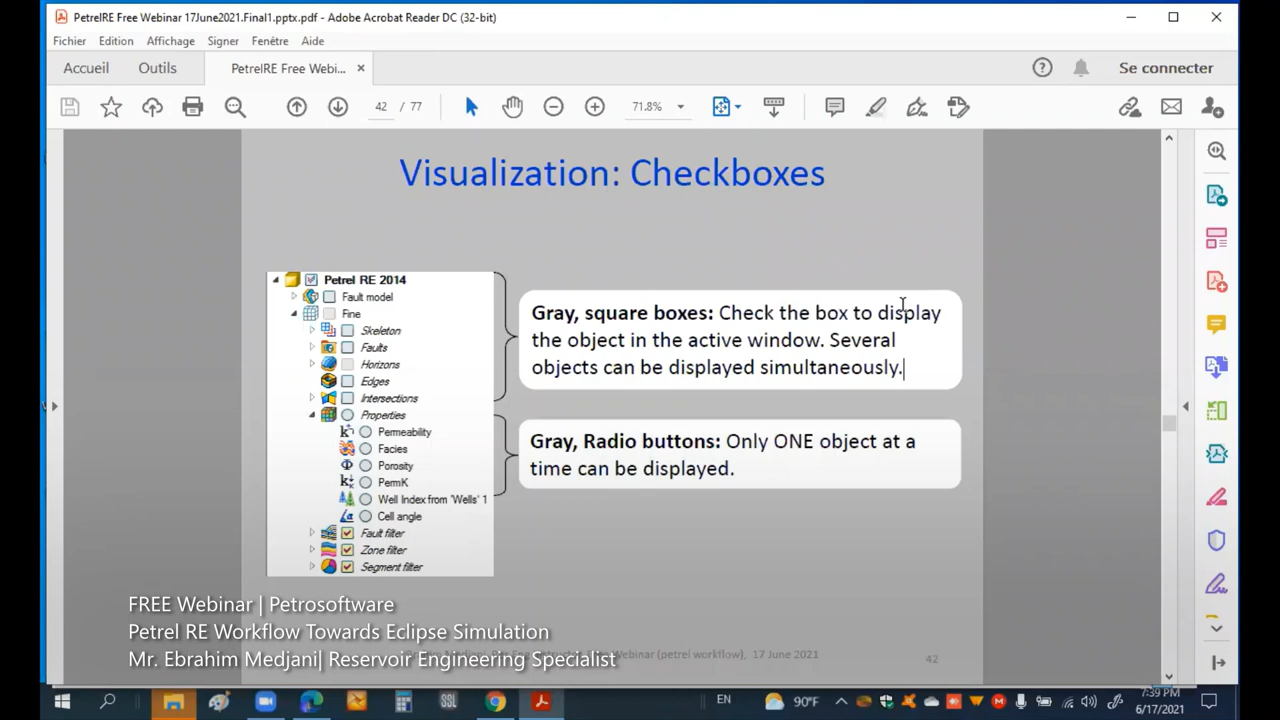 PetrelRE Free Webinar 17June2021.Final1.pptx.pdf - Adobe Acrobat Reader DC (32-bit)
Fichier Edition Affichage Signer Fenêtre Aide
Accueil Outils PetrelRE Free Webi... × Se connecter
42 / 77 71.8%
Visualization: Checkboxes
Petrel RE 2014
Fault model
Fine
Skeleton
Faults
Horizons
Edges
Intersections
Properties
Permeability
Facies
Porosity
PermK
Well Index from 'Wells' 1
Cell angle
Fault filter
Zone filter
Segment filter
Gray, square boxes: Check the box to display
the object in the active window. Several
objects can be displayed simultaneously.
Gray, Radio buttons: Only ONE object at a
time can be displayed.
FREE Webinar | Petrosoftware
Petrel RE Workflow Towards Eclipse Simulation
Mr. Ebrahim Medjani| Reservoir Engineering Specialist
(petrel workflow), 17 June 2021
42
SSL EN 90°F 7:39 PM
6/17/2021